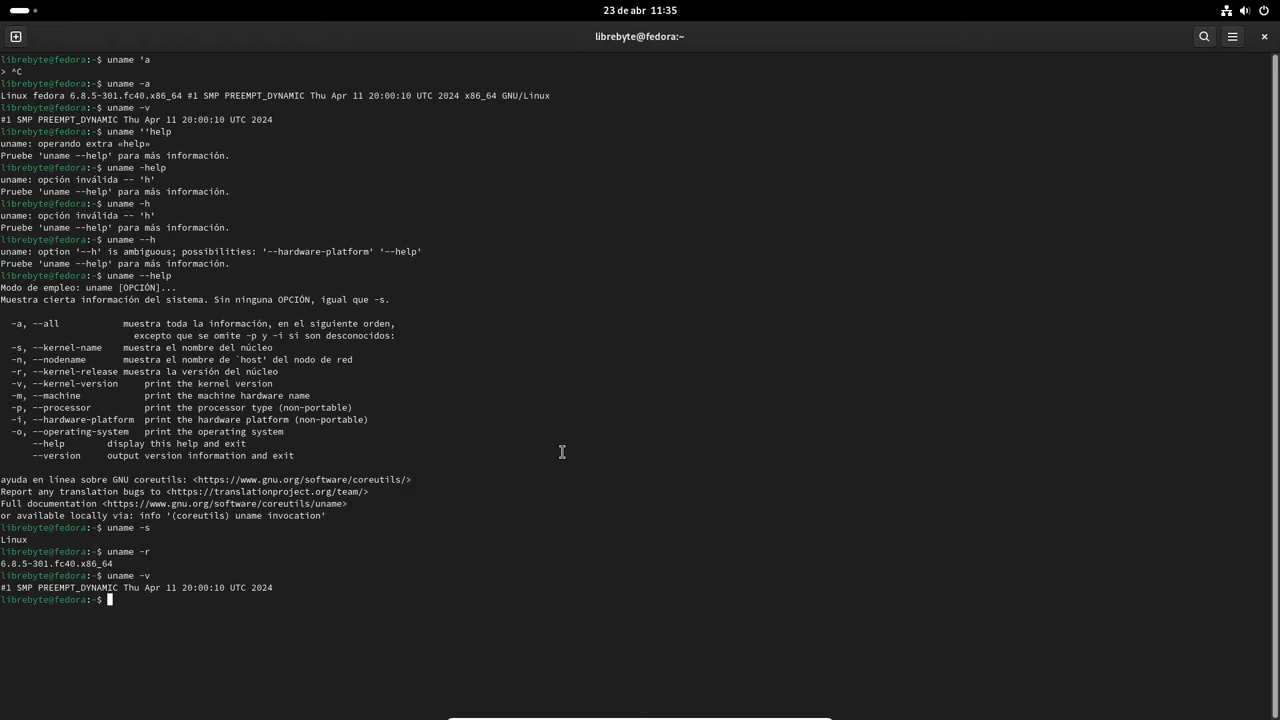 23 de abr 11:35
librebyte@fedora:~
librebyte@fedora:~$ uname 'a
> ^C
librebyte@fedora:~$ uname -a
Linux fedora 6.8.5-301.fc40.x86_64 #1 SMP PREEMPT_DYNAMIC Thu Apr 11 20:00:10 UTC 2024 x86_64 GNU/Linux
librebyte@fedora:~$ uname -v
#1 SMP PREEMPT_DYNAMIC Thu Apr 11 20:00:10 UTC 2024
librebyte@fedora:~$ uname ''help
uname: operando extra «help»
Pruebe 'uname --help' para más información.
librebyte@fedora:~$ uname -help
uname: opción inválida -- 'h'
Pruebe 'uname --help' para más información.
librebyte@fedora:~$ uname -h
uname: opción inválida -- 'h'
Pruebe 'uname --help' para más información.
librebyte@fedora:~$ uname --h
uname: option '--h' is ambiguous; possibilities: '--hardware-platform' '--help'
Pruebe 'uname --help' para más información.
librebyte@fedora:~$ uname --help
Modo de empleo: uname [OPCIÓN]...
Muestra cierta información del sistema. Sin ninguna OPCIÓN, igual que -s.
-a, --all muestra toda la información, en el siguiente orden,
excepto que se omite -p y -i si son desconocidos:
-s, --kernel-name muestra el nombre del núcleo
-n, --nodename muestra el nombre de `host' del nodo de red
-r, --kernel-release muestra la versión del núcleo
-v, --kernel-version print the kernel version
-m, --machine print the machine hardware name
-p, --processor print the processor type (non-portable)
-i, --hardware-platform print the hardware platform (non-portable)
-o, --operating-system print the operating system
--help display this help and exit
--version output version information and exit
ayuda en línea sobre GNU coreutils: <https://www.gnu.org/software/coreutils/>
Report any translation bugs to <https://translationproject.org/team/>
Full documentation <https://www.gnu.org/software/coreutils/uname>
or available locally via: info '(coreutils) uname invocation'
librebyte@fedora:~$ uname -s
Linux
librebyte@fedora:~$ uname -r
6.8.5-301.fc40.x86_64
librebyte@fedora:~$ uname -v
#1 SMP PREEMPT_DYNAMIC Thu Apr 11 20:00:10 UTC 2024
librebyte@fedora:~$